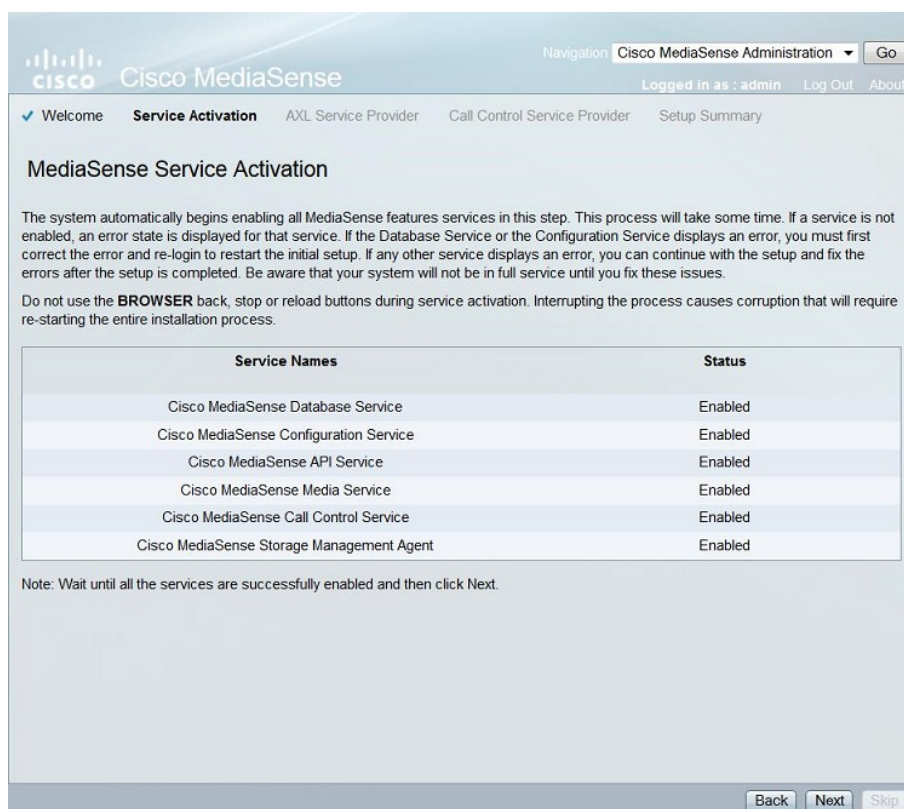 Navigation Cisco MediaSense Administration Go
CISCO Cisco MediaSense
Logged in as : admin Log Out About
Welcome Service Activation AXL Service Provider Call Control Service Provider Setup Summary
MediaSense Service Activation
The system automatically begins enabling all MediaSense features services in this step. This process will take some time. If a service is not
enabled, an error state is displayed for that service. If the Database Service or the Configuration Service displays an error, you must first
correct the error and re-login to restart the initial setup. If any other service displays an error, you can continue with the setup and fix the
errors after the setup is completed. Be aware that your system will not be in full service until you fix these issues.
Do not use the BROWSER back, stop or reload buttons during service activation. Interrupting the process causes corruption that will require
re-starting the entire installation process.
Service Names Status
Cisco MediaSense Database Service Enabled
Cisco MediaSense Configuration Service Enabled
Cisco MediaSense API Service Enabled
Cisco MediaSense Media Service Enabled
Cisco MediaSense Call Control Service Enabled
Cisco MediaSense Storage Management Agent Enabled
Note: Wait until all the services are successfully enabled and then click Next.
Back Next Skip